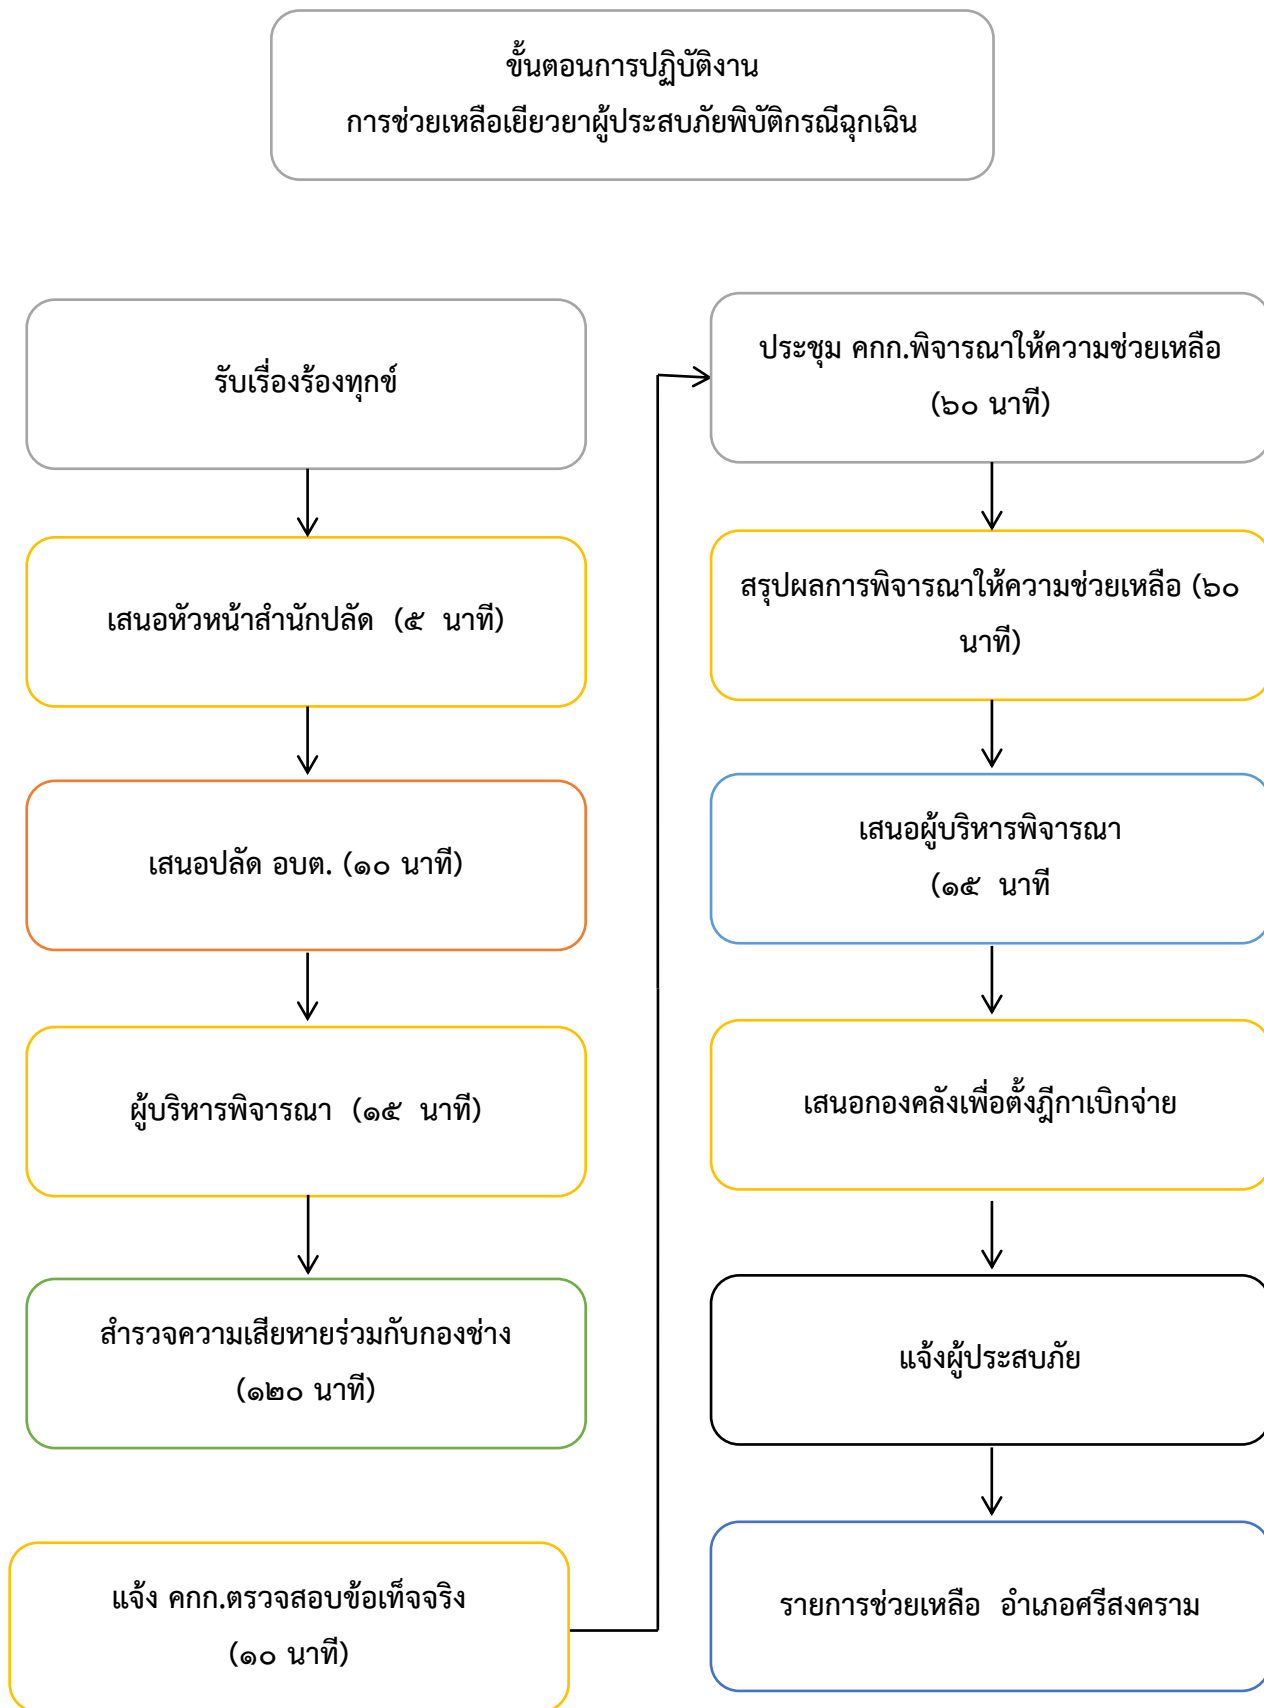 ขั้นตอนการปฏิบัติงาน
การช่วยเหลือเยียวยาผู้ประสบภัยพิบัติกรณีฉุกเฉิน
รับเรื่องร้องทุกข์
เสนอหัวหน้าสำนักปลัด (๕ นาที)
เสนอปลัด อบต. (๑๐ นาที)
ผู้บริหารพิจารณา (๑๕ นาที)
สำรวจความเสียหายร่วมกับกองช่าง
(๑๒๐ นาที)
แจ้ง คกก.ตรวจสอบข้อเท็จจริง
(๑๐ นาที)
ประชุม คกก.พิจารณาให้ความช่วยเหลือ
(๖๐ นาที)
สรุปผลการพิจารณาให้ความช่วยเหลือ (๖๐
นาที)
เสนอผู้บริหารพิจารณา
(๑๕ นาที
เสนอกองคลังเพื่อตั้งฎีกาเบิกจ่าย
แจ้งผู้ประสบภัย
รายการช่วยเหลือ อำเภอศรีสงคราม